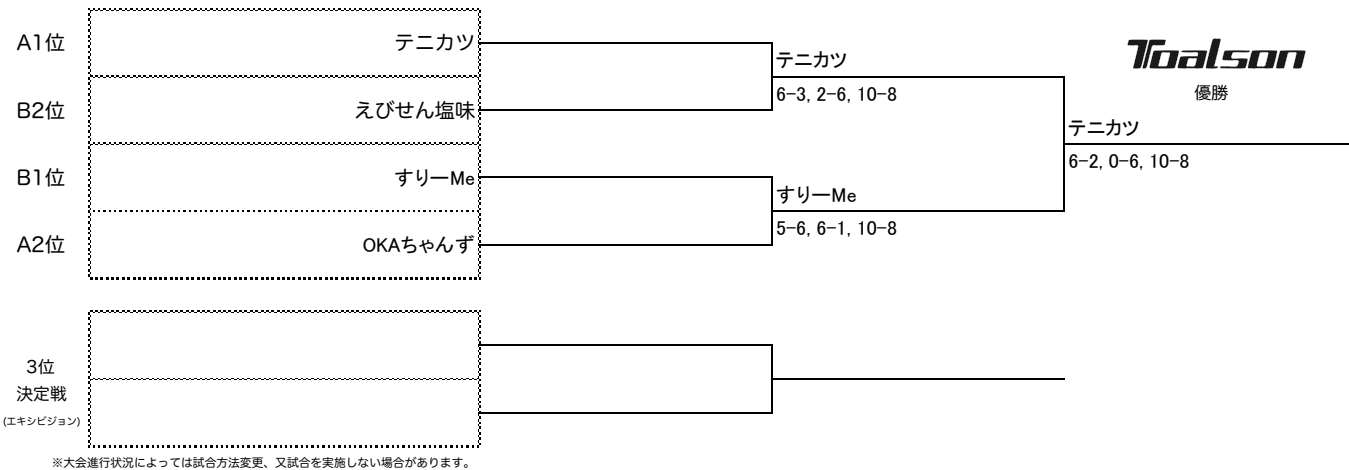 A1位
テニカツ
B2位
えびせん塩味
B1位
すりーMe
A2位
OKAちゃんず
テニカツ
6-3, 2-6, 10-8
すりーMe
5-6, 6-1, 10-8
Toalson
優勝
テニカツ
6-2, 0-6, 10-8
3位
決定戦
(エキシビジョン)
※大会進行状況によっては試合方法変更、又試合を実施しない場合があります。